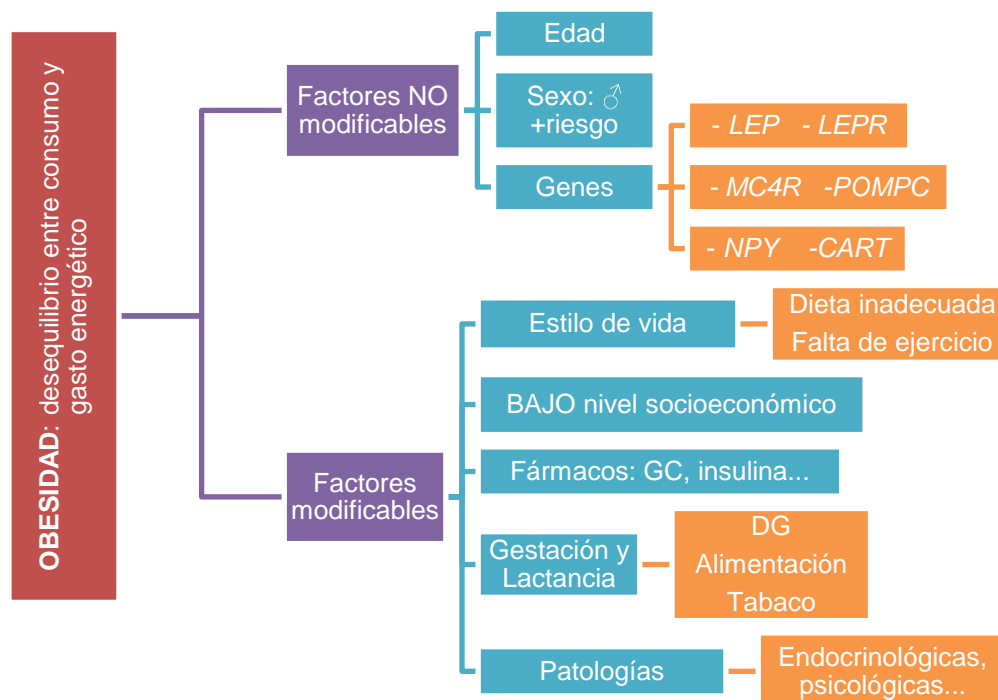 OBESIDAD: desequilibrio entre consumo y
gasto energético
Factores NO
modificables
Edad
Sexo: ♂
+riesgo
Genes
- LEP - LEPR
- MC4R -POMPC
- NPY -CART
Factores
modificables
Estilo de vida
Dieta inadecuada
Falta de ejercicio
BAJO nivel socioeconómico
Fármacos: GC, insulina...
Gestación y
Lactancia
DG
Alimentación
Tabaco
Patologías
Endocrinológicas,
psicológicas...